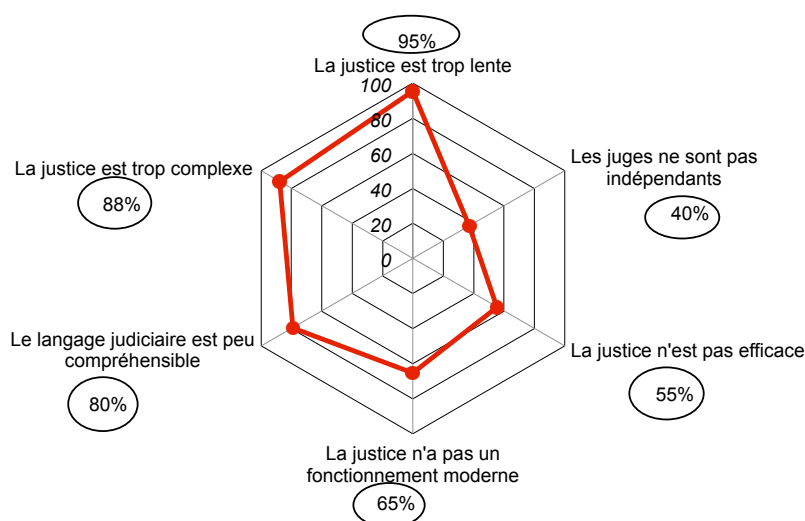 95%
La justice est trop lente
100
80
60
40
20
0
Les juges ne sont pas
indépendants
40%
La justice n'est pas efficace
55%
La justice n'a pas un
fonctionnement moderne
65%
Le langage judiciaire est peu
compréhensible
80%
La justice est trop complexe
88%